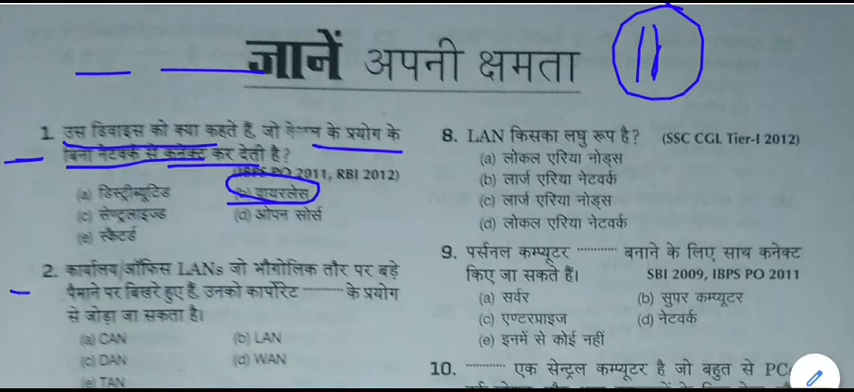 जानें अपनी क्षमता
11
1. उस डिवाइस को क्या कहते हैं, जो के प्रयोग के
बिना नेटवर्क से कनेक्ट कर देती है?
(IBPS PO 2011, RBI 2012)
(a) डिस्ट्रीब्यूटिड (b) वायरलेस
(c) सेण्ट्रलाइज्ड (d) ओपन सोर्स
(e) स्कैटर्ड
2. कार्यालय/ऑफिस LANs जो भौगोलिक तौर पर बड़े
पैमाने पर बिखरे हुए हैं, उनको कार्पोरेट ............ के प्रयोग
से जोड़ा जा सकता है।
(a) CAN (b) LAN
(c) DAN (d) WAN
(e) TAN
8. LAN किसका लघु रूप है? (SSC CGL Tier-I 2012)
(a) लोकल एरिया नोड्स
(b) लार्ज एरिया नेटवर्क
(c) लार्ज एरिया नोड्स
(d) लोकल एरिया नेटवर्क
9. पर्सनल कम्प्यूटर ............ बनाने के लिए साथ कनेक्ट
किए जा सकते हैं। SBI 2009, IBPS PO 2011
(a) सर्वर (b) सुपर कम्प्यूटर
(c) एण्टरप्राइज (d) नेटवर्क
(e) इनमें से कोई नहीं
10. ............ एक सेन्ट्रल कम्प्यूटर है जो बहुत से PC